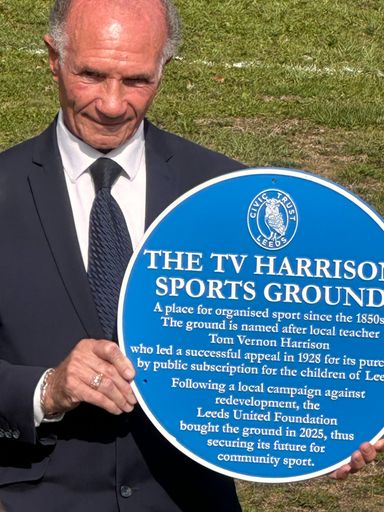 CIVIC TRUST
LEEDS
THE TV HARRISON
SPORTS GROUND
A place for organised sport since the 1850s
The ground is named after local teacher
Tom Vernon Harrison
who led a successful appeal in 1928 for its purc
by public subscription for the children of Lee
Following a local campaign against
redevelopment, the
Leeds United Foundation
bought the ground in 2025, thus
securing its future for
community sport.